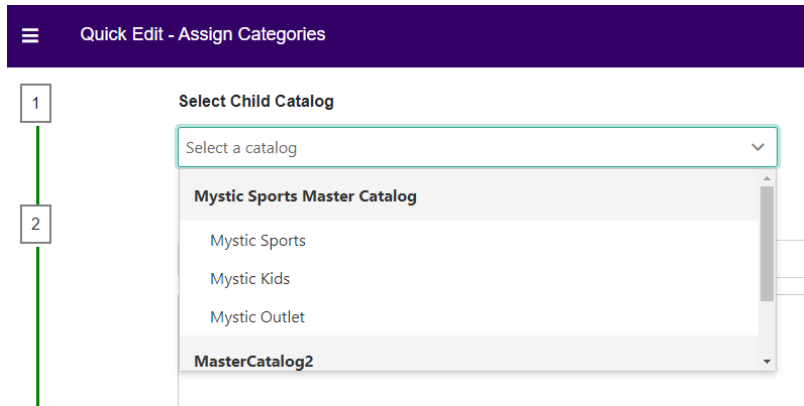 Quick Edit - Assign Categories
1
Select Child Catalog
Select a catalog
Mystic Sports Master Catalog
2
Mystic Sports
Mystic Kids
Mystic Outlet
MasterCatalog2